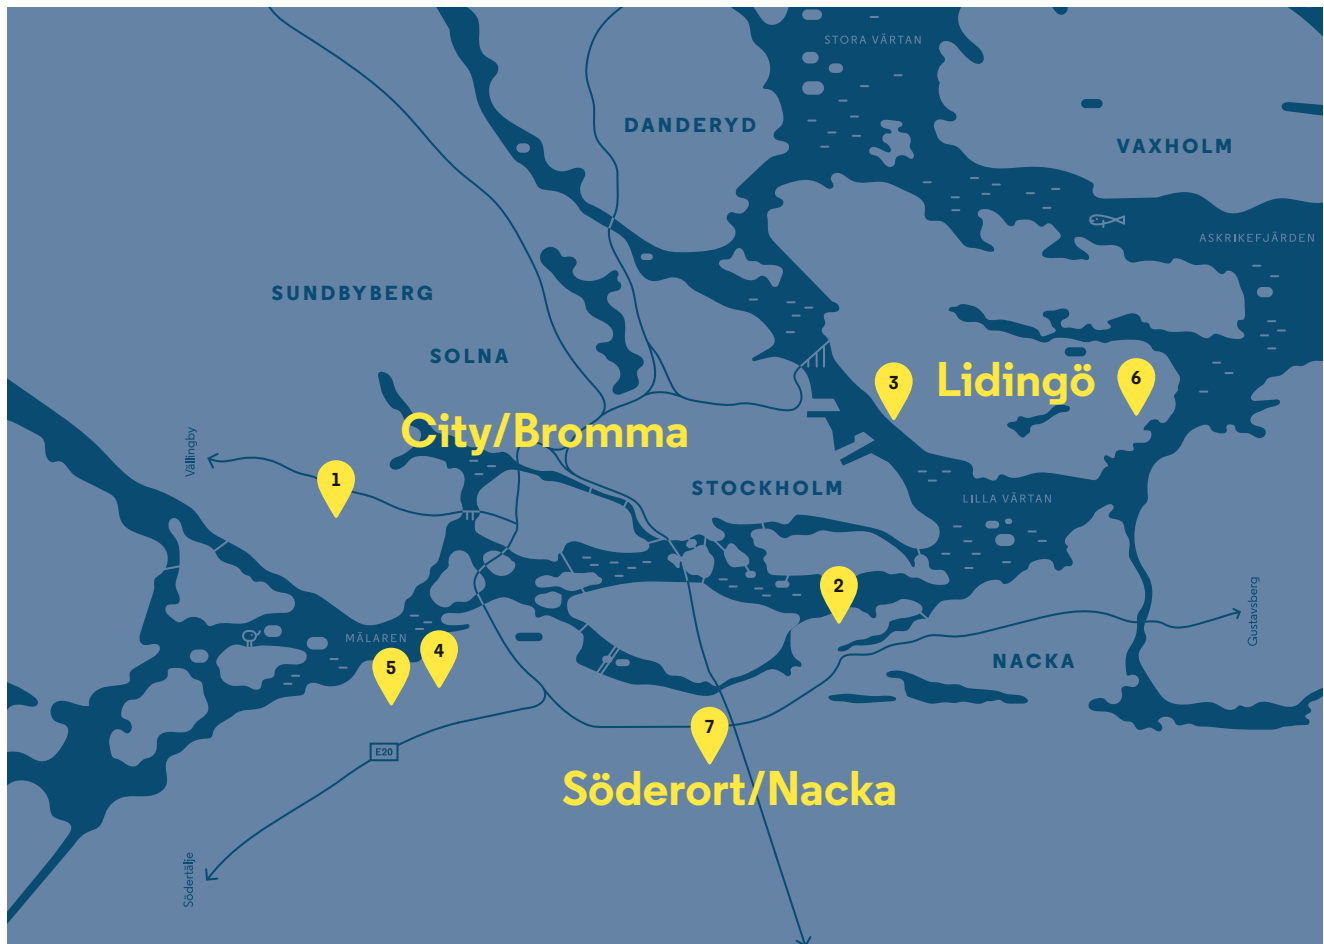 STORA VÄRTAN
DANDERYD
VAXHOLM
ASKRIKEFJÄRDEN
SUNDBYBERG
SOLNA
3
Lidingö
6
City/Bromma
Vällingby
1
STOCKHOLM
LILLA VÄRTAN
2
Gustavsberg
MÄLAREN
4
5
NACKA
7
E20
Söderort/Nacka
Södertälje